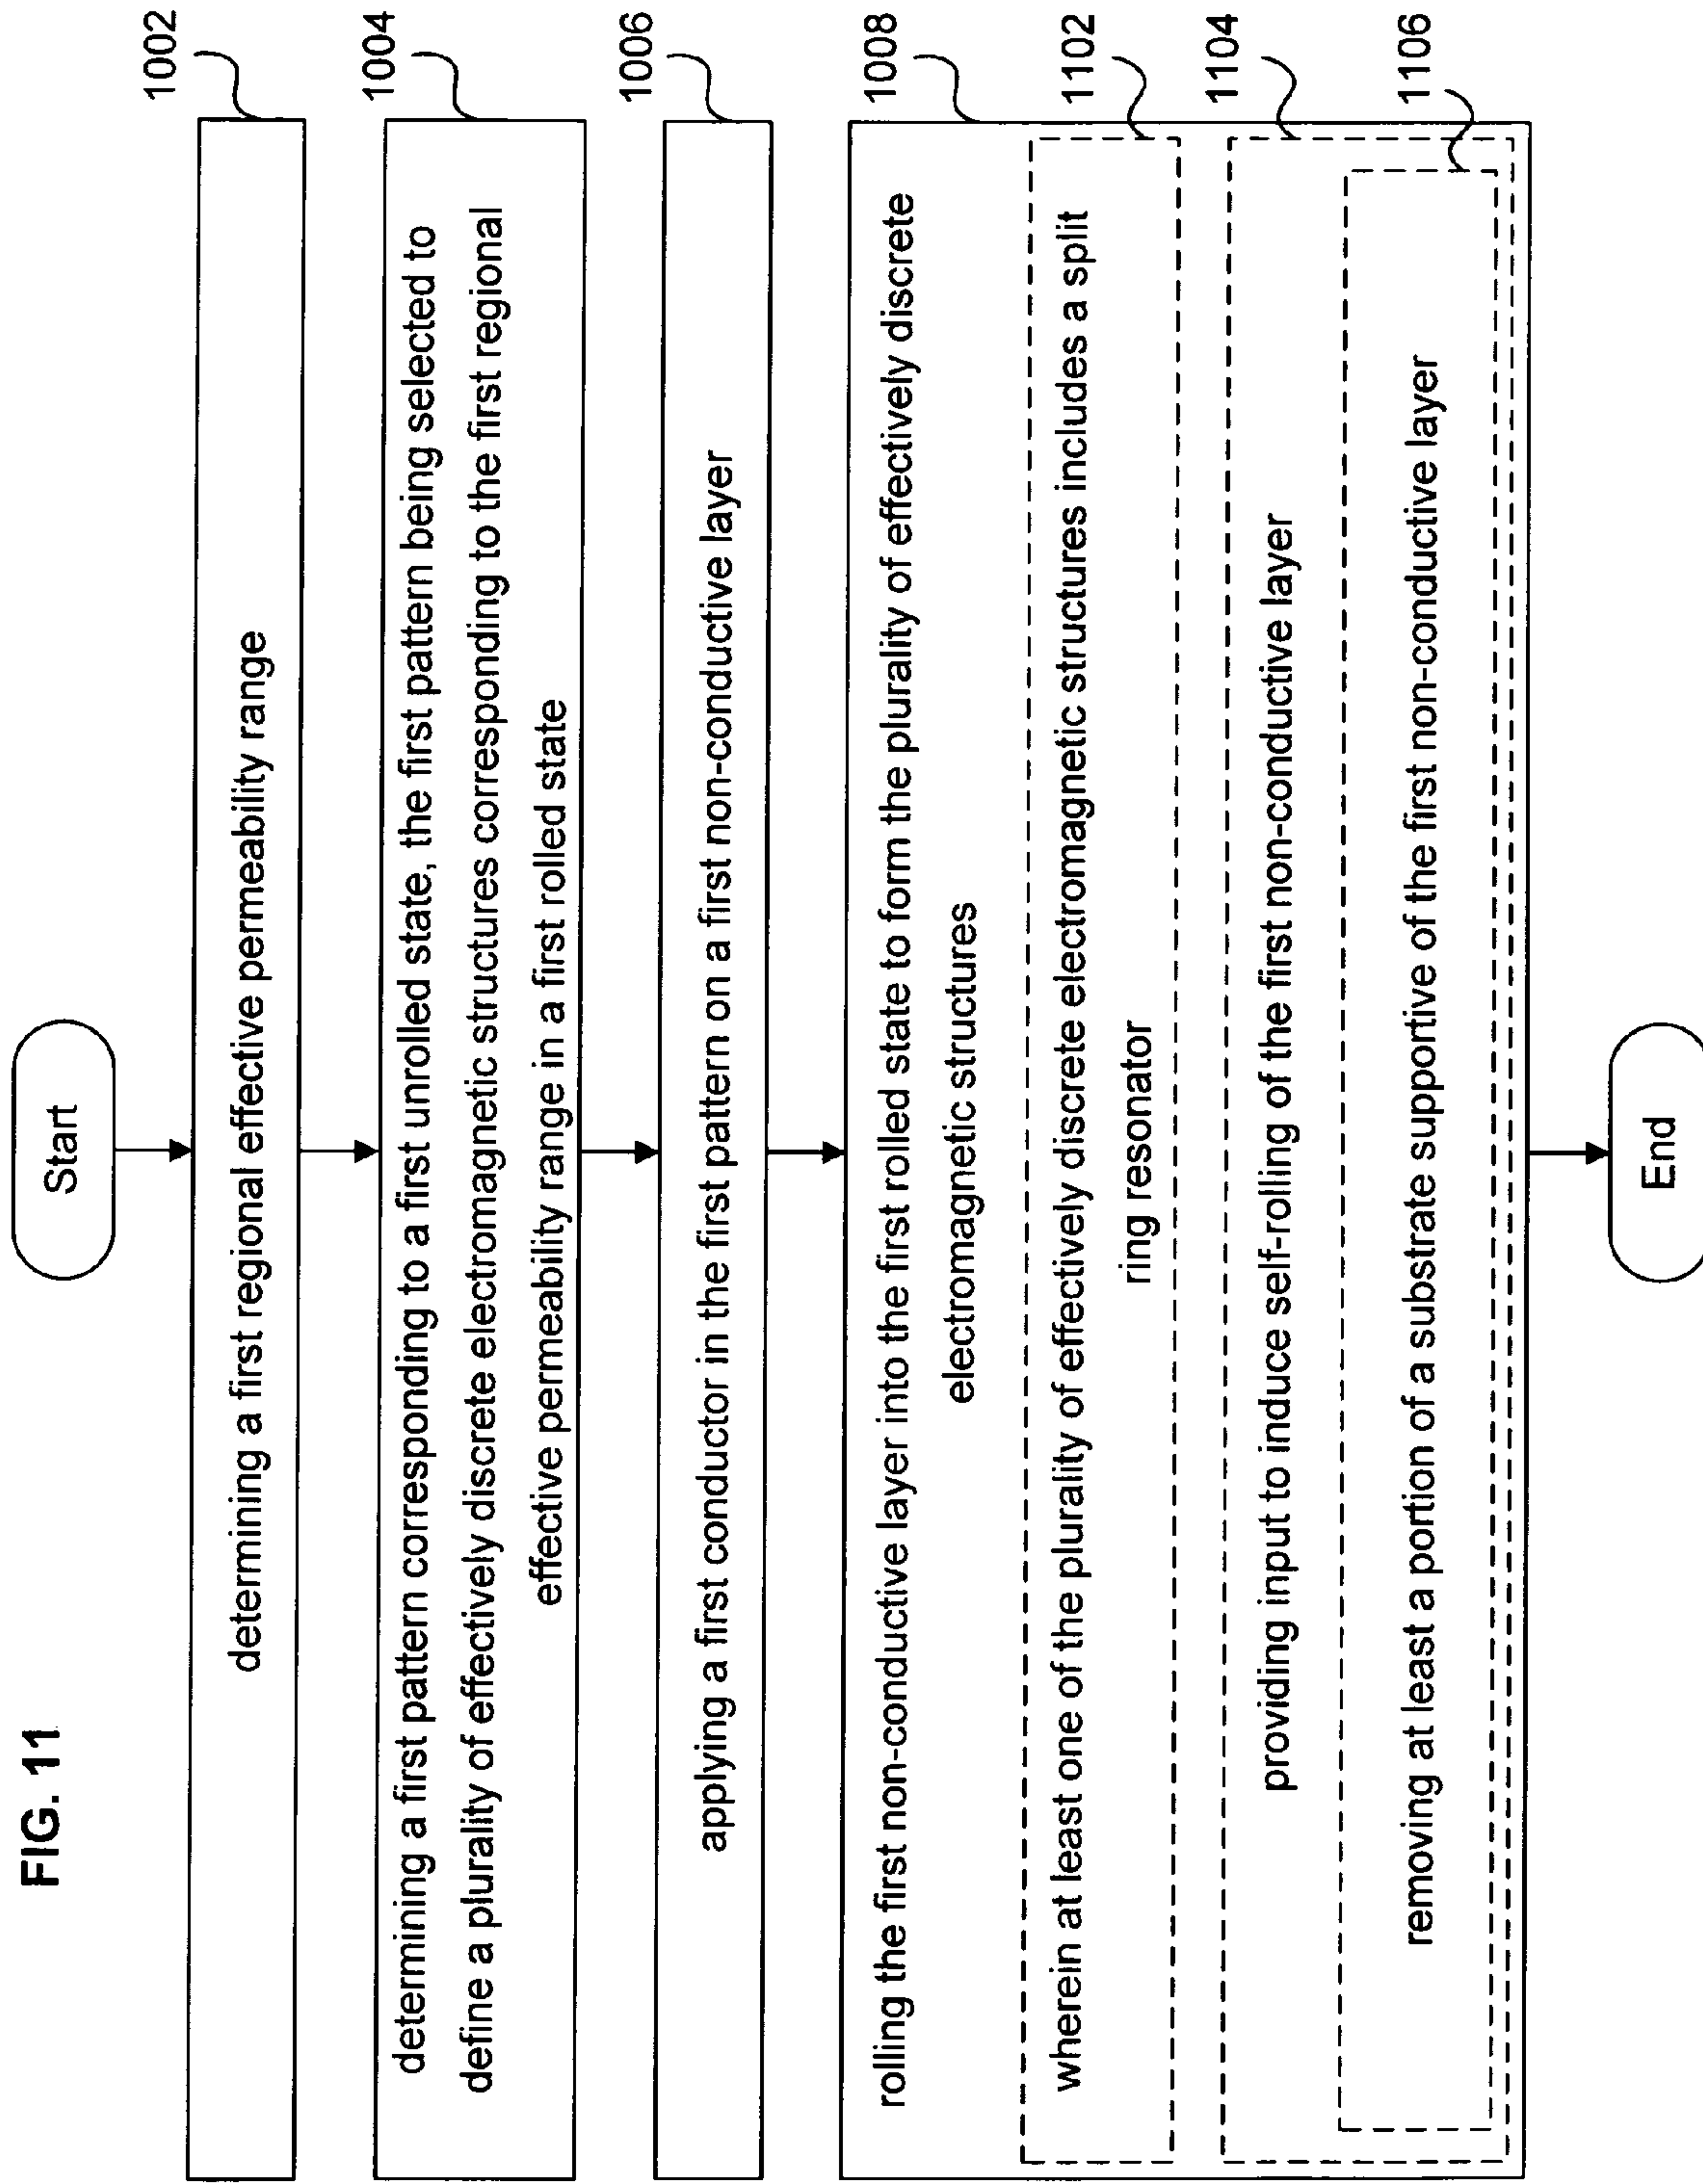 FIG. 11
Start
1002
determining a first regional effective permeability range
1004
determining a first pattern corresponding to a first unrolled state, the first pattern being selected to
define a plurality of effectively discrete electromagnetic structures corresponding to the first regional
effective permeability range in a first rolled state
1006
applying a first conductor in the first pattern on a first non-conductive layer
1008
rolling the first non-conductive layer into the first rolled state to form the plurality of effectively discrete
electromagnetic structures
1102
wherein at least one of the plurality of effectively discrete electromagnetic structures includes a split
ring resonator
1104
providing input to induce self-rolling of the first non-conductive layer
1106
removing at least a portion of a substrate supportive of the first non-conductive layer
End